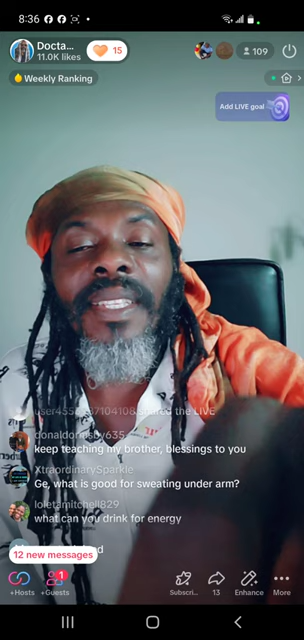 8:36
Docta...
11.0K likes
15
109
Weekly Ranking
Add LIVE goal
shared the LIVE
donaldormsby635
keep teaching my brother, blessings to you
XtraordinarySparkle
Ge, what is good for sweating under arm?
loletamitchell829
what can you drink for energy
12 new messages
+Hosts
1
+Guests
Subscri...
13
Enhance
More